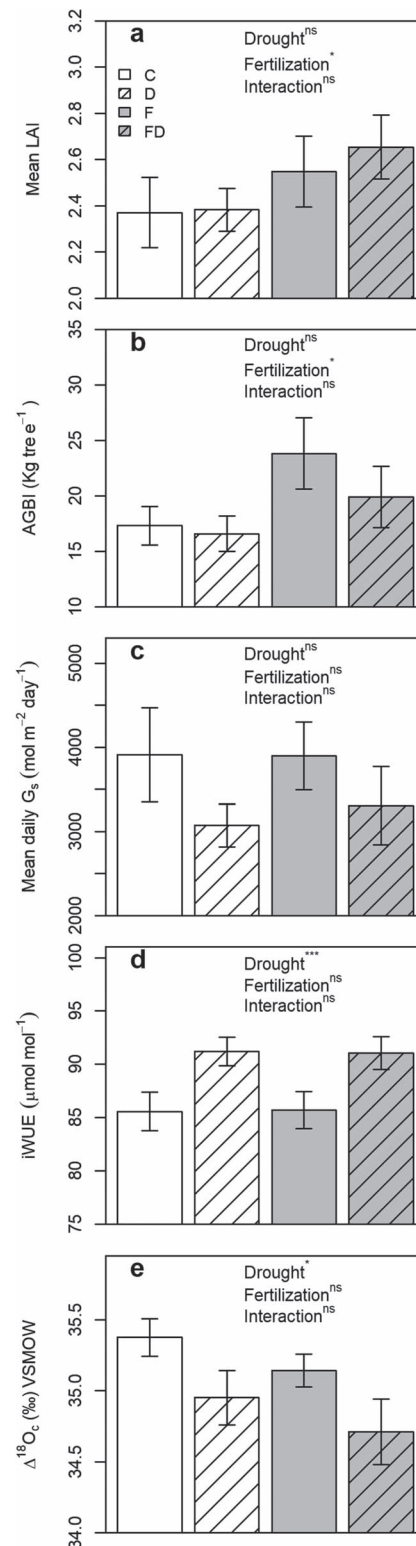 a
Drought^ns
Fertilization^*
Interaction^ns
C
D
F
FD
Mean LAI
3.2
3.0
2.8
2.6
2.4
2.2
2.0
b
Drought^ns
Fertilization^*
Interaction^ns
AGBI (Kg tree e⁻¹)
35
30
25
20
15
10
c
Drought^ns
Fertilization^ns
Interaction^ns
Mean daily Gₛ (mol m⁻² day⁻¹)
5000
4000
3000
2000
d
Drought^***
Fertilization^ns
Interaction^ns
iWUE (µmol mol⁻¹)
100
95
90
85
80
75
e
Drought^*
Fertilization^ns
Interaction^ns
Δ¹⁸O_c (‰) VSMOW
35.5
35.0
34.5
34.0